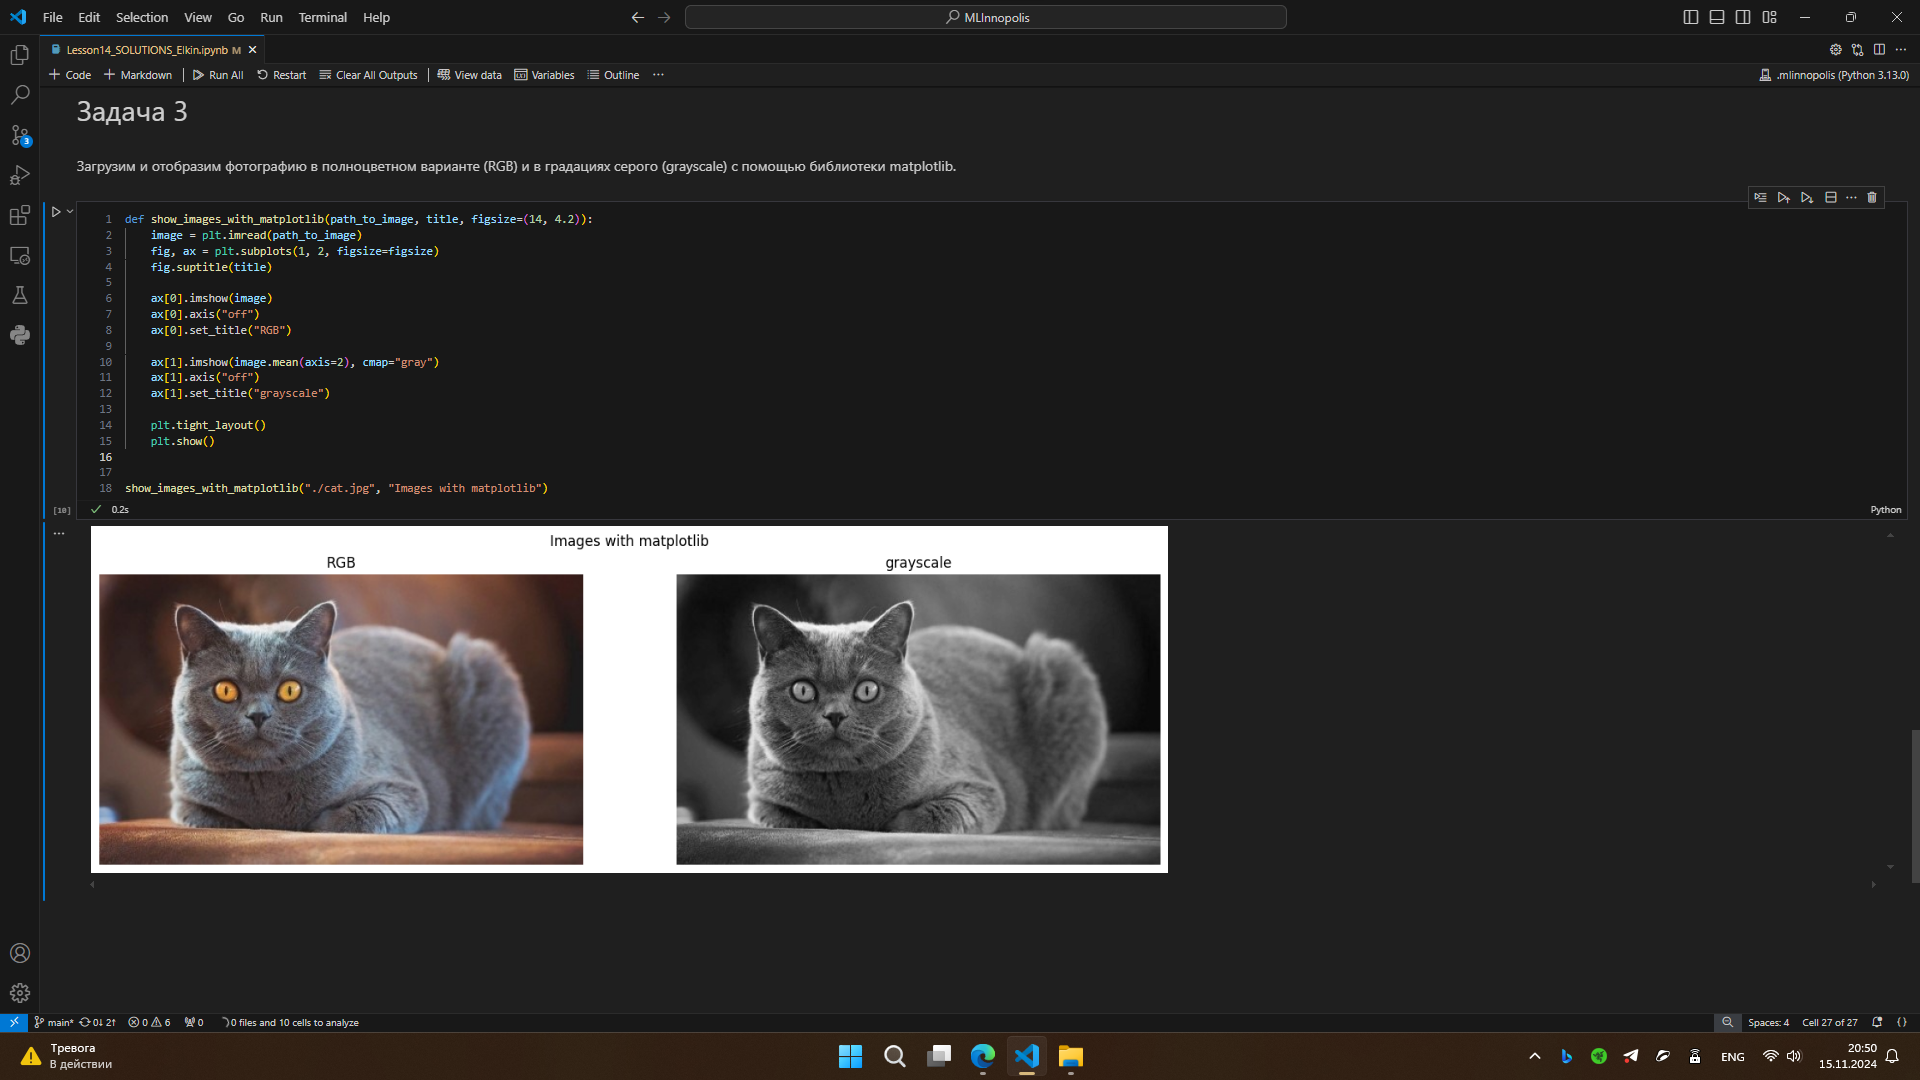 File Edit Selection View Go Run Terminal Help
MLInnopolis
Lesson14_SOLUTIONS_Elkin.ipynb M
Code Markdown Run All Restart Clear All Outputs View data Variables Outline ...
.mlinnopolis (Python 3.13.0)
3
Задача 3
Загрузим и отобразим фотографию в полноцветном варианте (RGB) и в градациях серого (grayscale) с помощью библиотеки matplotlib.
1 def show_images_with_matplotlib(path_to_image, title, figsize=(14, 4.2)):
2 image = plt.imread(path_to_image)
3 fig, ax = plt.subplots(1, 2, figsize=figsize)
4 fig.suptitle(title)
5
6 ax[0].imshow(image)
7 ax[0].axis("off")
8 ax[0].set_title("RGB")
9
10 ax[1].imshow(image.mean(axis=2), cmap="gray")
11 ax[1].axis("off")
12 ax[1].set_title("grayscale")
13
14 plt.tight_layout()
15 plt.show()
16
17
18 show_images_with_matplotlib("./cat.jpg", "Images with matplotlib")
[10] 0.2s
Python
Images with matplotlib
RGB grayscale
main* 0↓ 2↑ 0 6 0 0 files and 10 cells to analyze
Spaces: 4 Cell 27 of 27
Тревога
В действии
ENG
20:50
15.11.2024